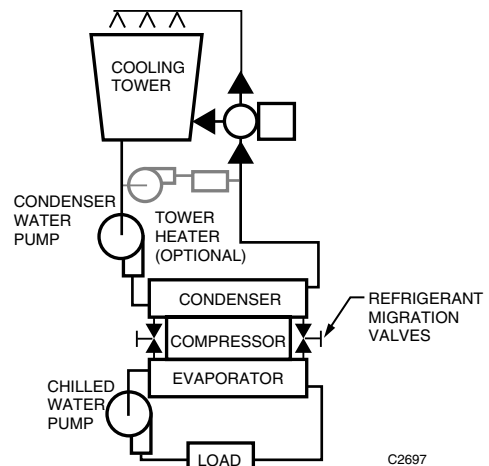 COOLING
TOWER
CONDENSER
WATER
PUMP
TOWER
HEATER
(OPTIONAL)
CONDENSER
COMPRESSOR
REFRIGERANT
MIGRATION
VALVES
EVAPORATOR
CHILLED
WATER
PUMP
LOAD
C2697